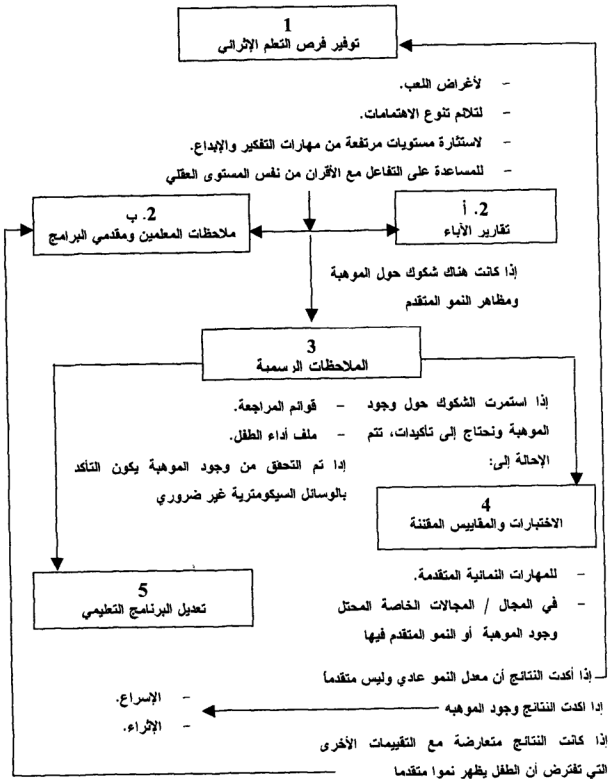 1
توفير فرص التعلم الإثرائي
- لأغراض اللعب.
- لتلائم تنوع الاهتمامات.
- لاستثارة مستويات مرتفعة من مهارات التفكير والإبداع.
- للمساعدة على التفاعل مع الأقران من نفس المستوى العقلي
2. أ
تقارير الآباء
2. ب
ملاحظات المعلمين ومقدمي البرامج
إذا كانت هناك شكوك حول الموهبة
ومظاهر النمو المتقدم
3
الملاحظات الرسمية
إذا استمرت الشكوك حول وجود
الموهبة ونحتاج إلى تأكيدات، تتم
الإحالة إلى:
- قوائم المراجعة.
- ملف أداء الطفل.
إدا تم التحقق من وجود الموهبة يكون التأكد
بالوسائل السيكومترية غير ضروري
4
الاختبارات والمقاييس المقننة
- للمهارات النمائية المتقدمة.
- في المجال / المجالات الخاصة المحتل
وجود الموهبة أو النمو المتقدم فيها
5
تعديل البرنامج التعليمي
إذا أكدت النتائج أن معدل النمو عادي وليس متقدماً
إدا اكدت النتائج وجود الموهبه
- الإسراع.
- الإثراء.
إذا كانت النتائج متعارضة مع التقييمات الأخرى
التي تفترض أن الطفل يظهر نموا متقدما